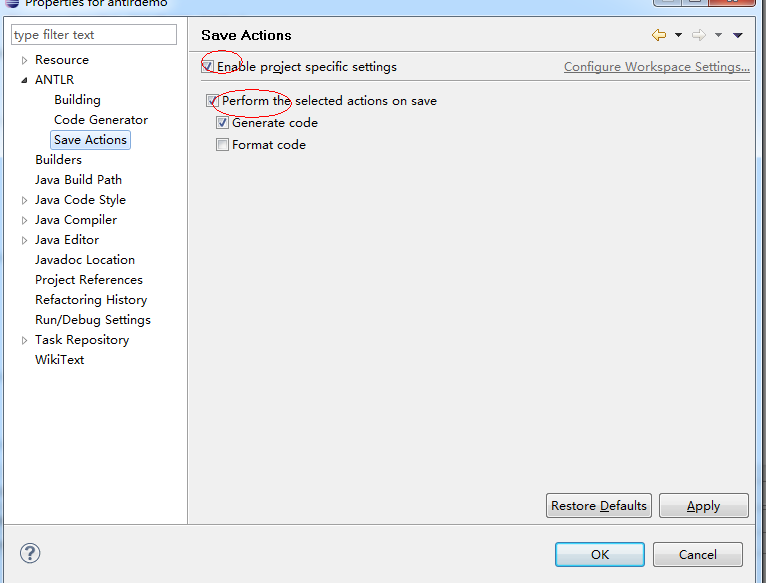 Properties for antlrdemo
type filter text
Save Actions
Resource
Enable project specific settings
Configure Workspace Settings...
ANTLR
Building
Perform the selected actions on save
Code Generator
Generate code
Save Actions
Format code
Builders
Java Build Path
Java Code Style
Java Compiler
Java Editor
Javadoc Location
Project References
Refactoring History
Run/Debug Settings
Task Repository
WikiText
Restore Defaults
Apply
?
OK
Cancel